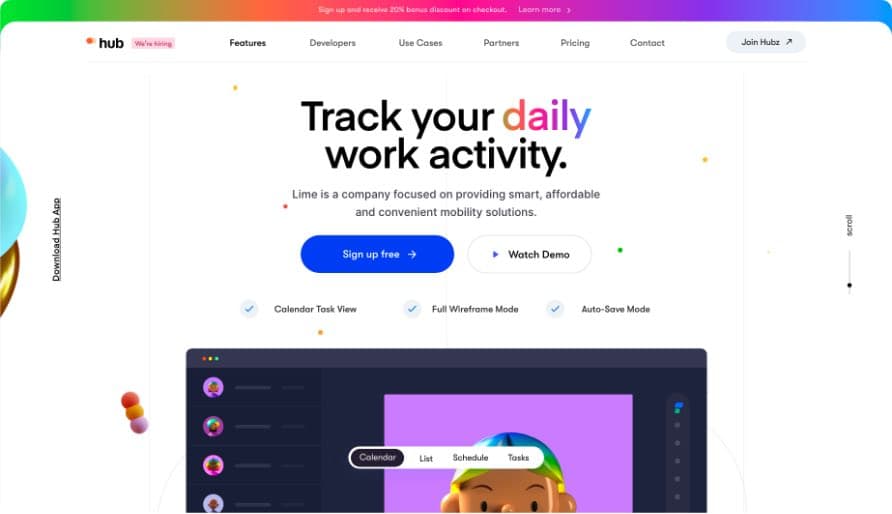 Sign up and receive 20% bonus discount on checkout. Learn more
hub We're hiring Features Developers Use Cases Partners Pricing Contact Join Hubz
Track your daily
work activity.
Lime is a company focused on providing smart, affordable
and convenient mobility solutions.
Download Hub App
scroll
Sign up free Watch Demo
Calendar Task View Full Wireframe Mode Auto-Save Mode
Calendar List Schedule Tasks